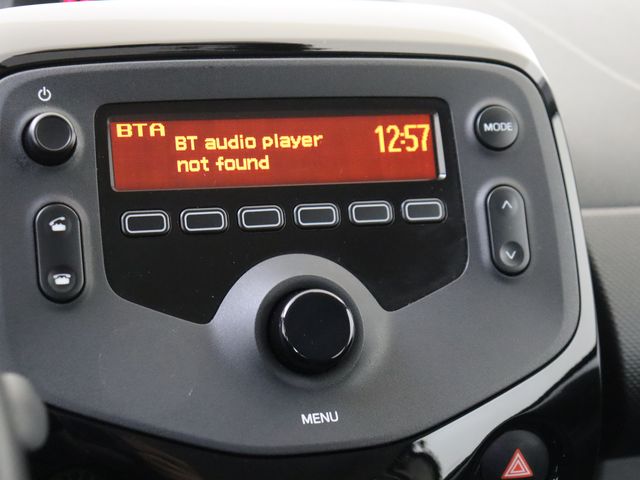 BTA
BT audio player
not found
12:57
MODE
MENU